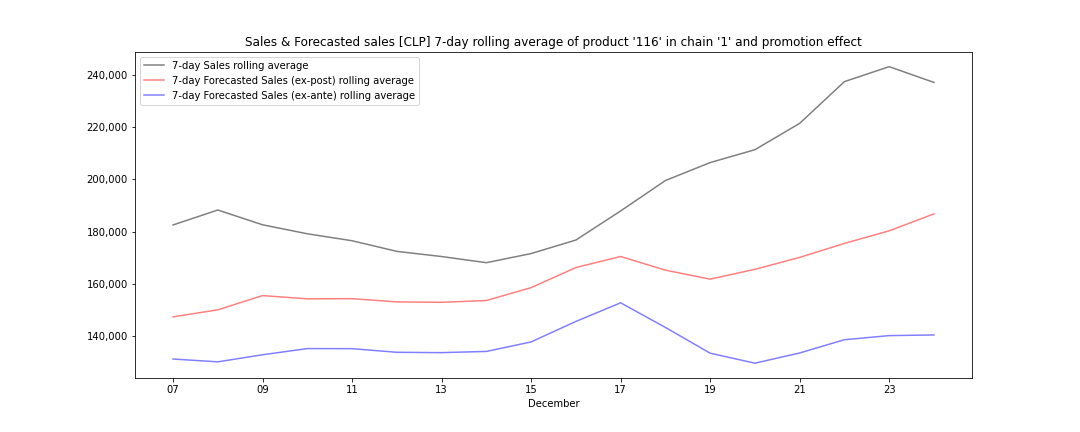 Sales & Forecasted sales [CLP] 7-day rolling average of product '116' in chain '1' and promotion effect
7-day Sales rolling average
7-day Forecasted Sales (ex-post) rolling average
7-day Forecasted Sales (ex-ante) rolling average
240,000
220,000
200,000
180,000
160,000
140,000
07 09 11 13 15 17 19 21 23
December